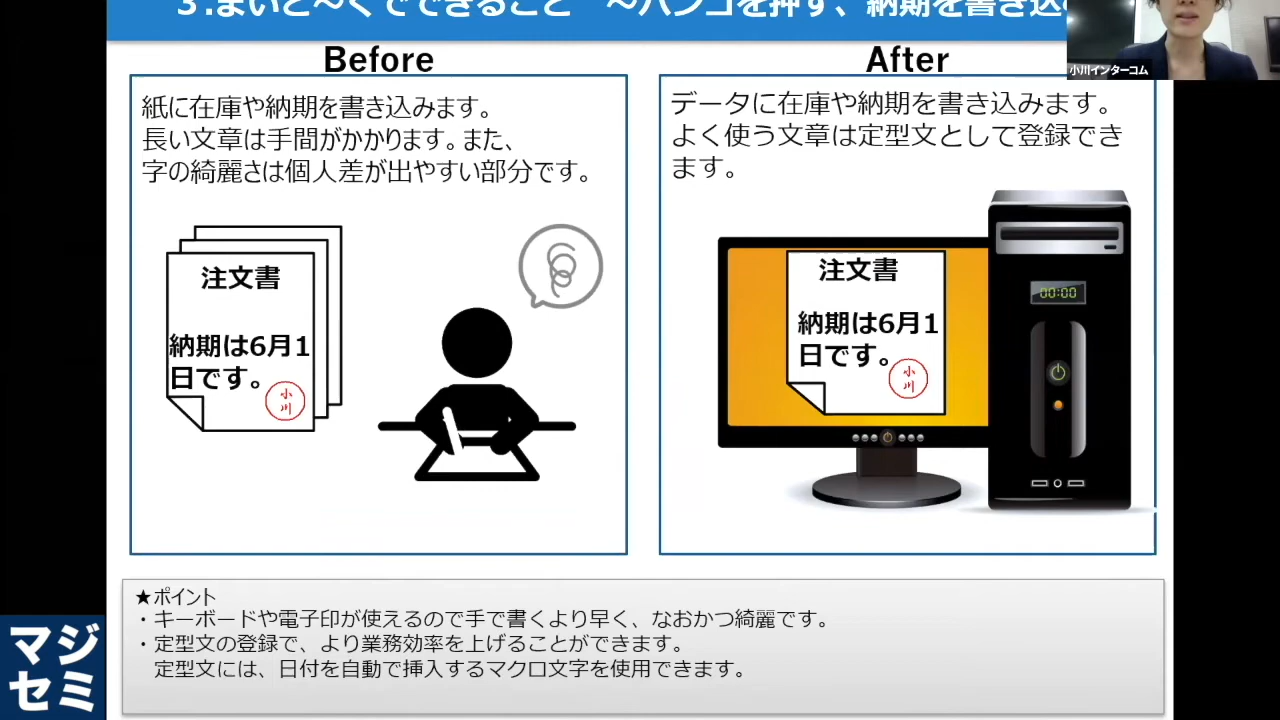 3.まいと～くでできること ～ハンコを押す、納期を書き込
小川インターコム
Before
紙に在庫や納期を書き込みます。
長い文章は手間がかかります。また、
字の綺麗さは個人差が出やすい部分です。
注文書
納期は6月1
日です。
小川
After
データに在庫や納期を書き込みます。
よく使う文章は定型文として登録でき
ます。
注文書
納期は6月1
日です。
小川
00:00
★ポイント
・キーボードや電子印が使えるので手で書くより早く、なおかつ綺麗です。
・定型文の登録で、より業務効率を上げることができます。
定型文には、日付を自動で挿入するマクロ文字を使用できます。
マジ
セミ